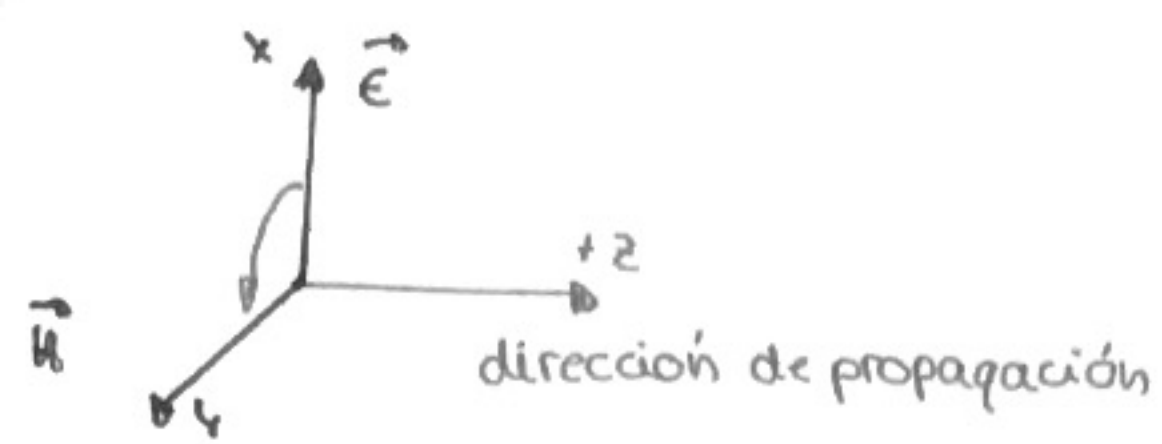 x E⃗
+ z
H⃗
dirección de propagación
y